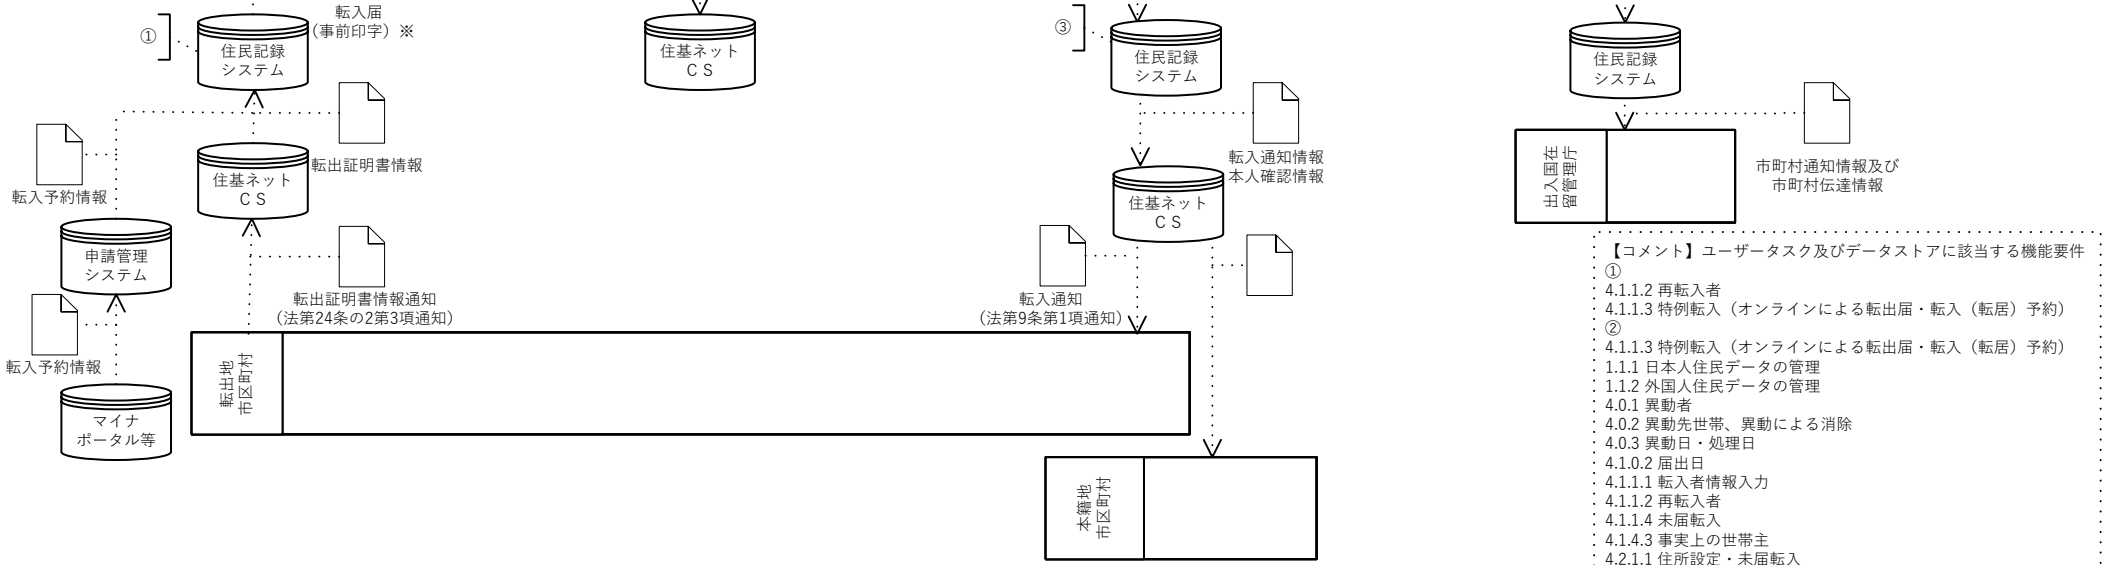 転入届
（事前印字）※
①
住民記録
システム
住基ネット
ＣＳ
③
住民記録
システム
住民記録
システム
転入予約情報
転出証明書情報
住基ネット
ＣＳ
転入通知情報
本人確認情報
住基ネット
ＣＳ
出入国在
留管理庁
市町村通知情報及び
市町村伝達情報
申請管理
システム
転出証明書情報通知
（法第24条の2第3項通知）
転入通知
（法第9条第1項通知）
転入予約情報
マイナ
ポータル等
転出地
市区町村
本籍地
市区町村
【コメント】ユーザータスク及びデータストアに該当する機能要件
①
4.1.1.2 再転入者
4.1.1.3 特例転入（オンラインによる転出届・転入（転居）予約）
②
4.1.1.3 特例転入（オンラインによる転出届・転入（転居）予約）
1.1.1 日本人住民データの管理
1.1.2 外国人住民データの管理
4.0.1 異動者
4.0.2 異動先世帯、異動による消除
4.0.3 異動日・処理日
4.1.0.2 届出日
4.1.1.1 転入者情報入力
4.1.1.2 再転入者
4.1.1.4 未届転入
4.1.4.3 事実上の世帯主
4.2.1.1 住所設定・未届転入